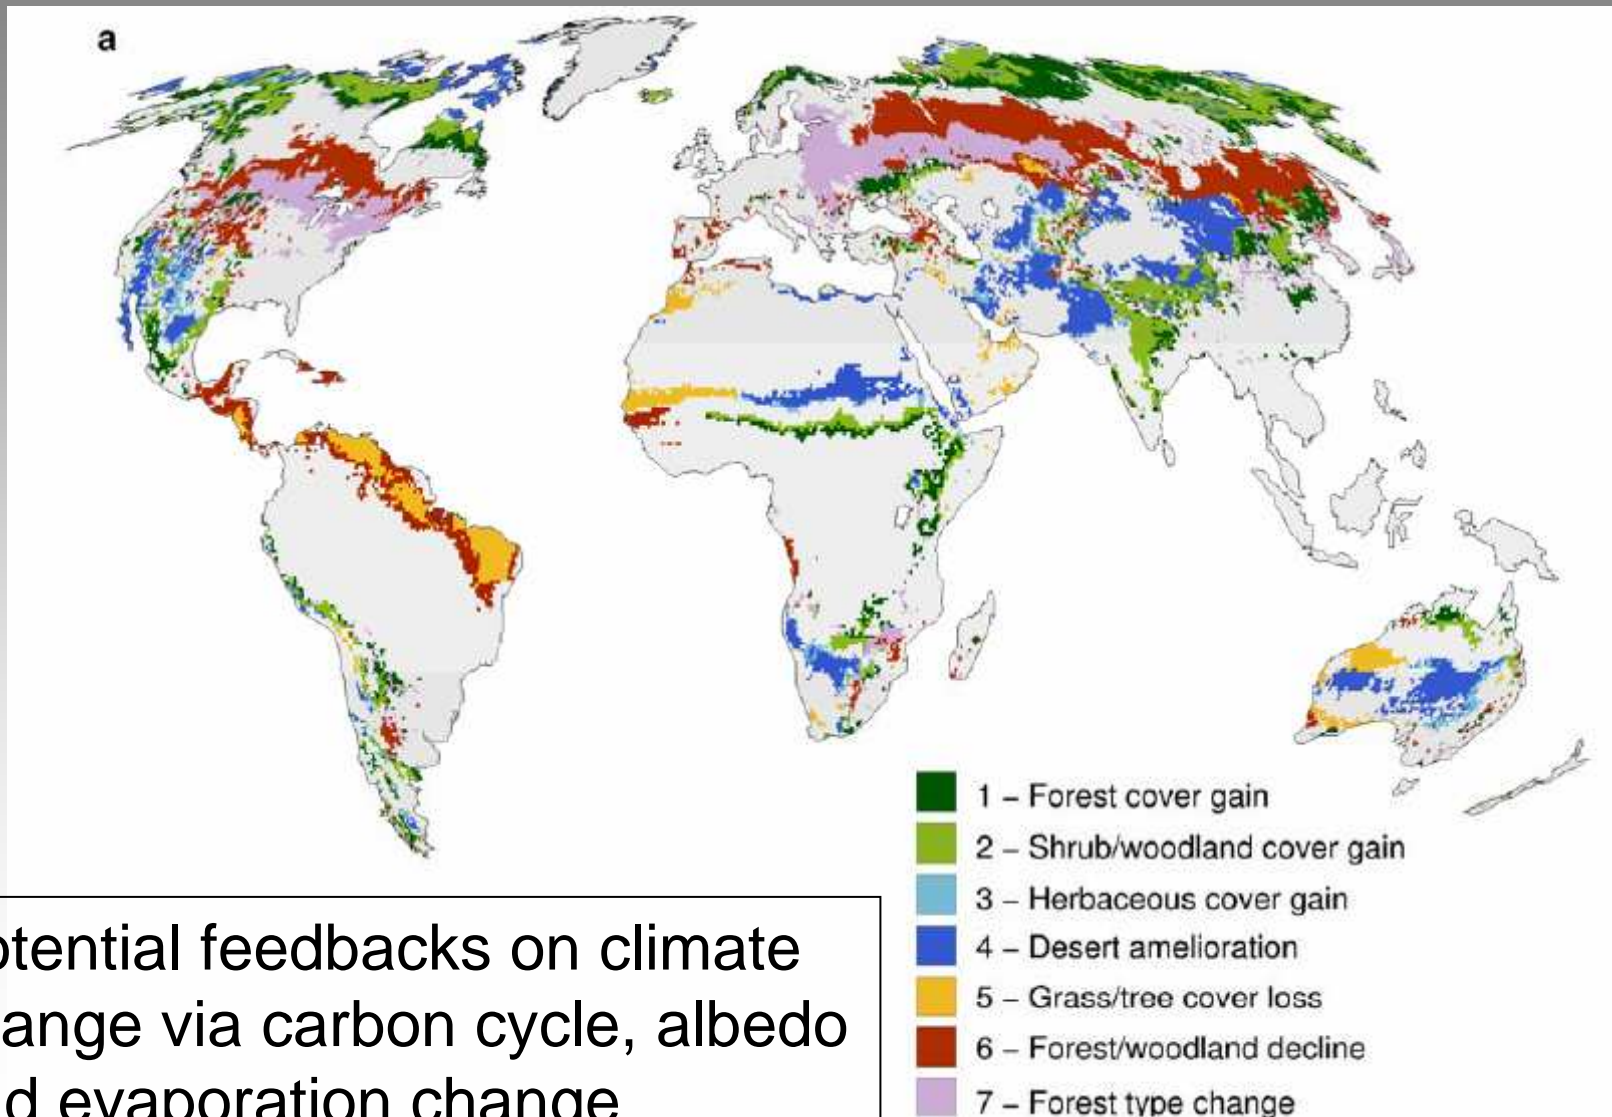 a
1 – Forest cover gain
2 – Shrub/woodland cover gain
3 – Herbaceous cover gain
4 – Desert amelioration
5 – Grass/tree cover loss
6 – Forest/woodland decline
7 – Forest type change
otential feedbacks on climate
ange via carbon cycle, albedo
d evaporation change